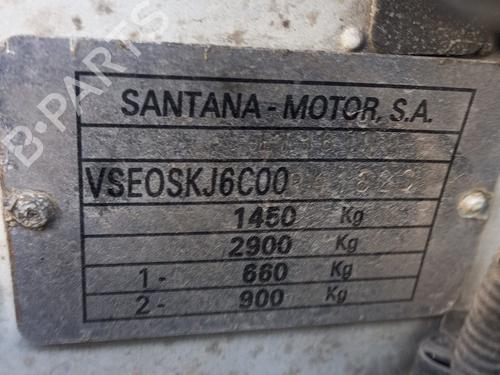 SANTANA - MOTOR, S.A.
VSEOSKJ6C00
1450 Kg
2900 Kg
1 - 660 Kg
2 - 900 Kg
B-PARTS